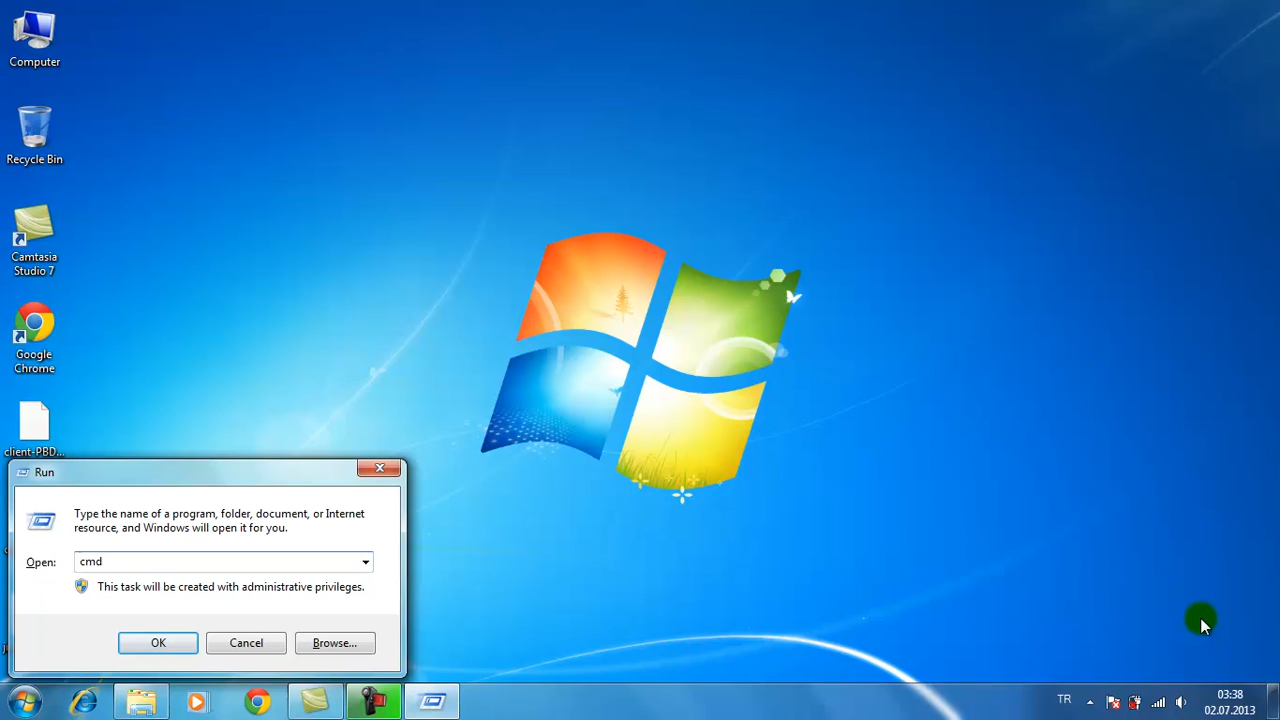 Computer
Recycle Bin
Camtasia
Studio 7
Google
Chrome
client-PBD...
Run
Type the name of a program, folder, document, or Internet
resource, and Windows will open it for you.
Open:
cmd
This task will be created with administrative privileges.
OK
Cancel
Browse...
TR
03:38
02.07.2013